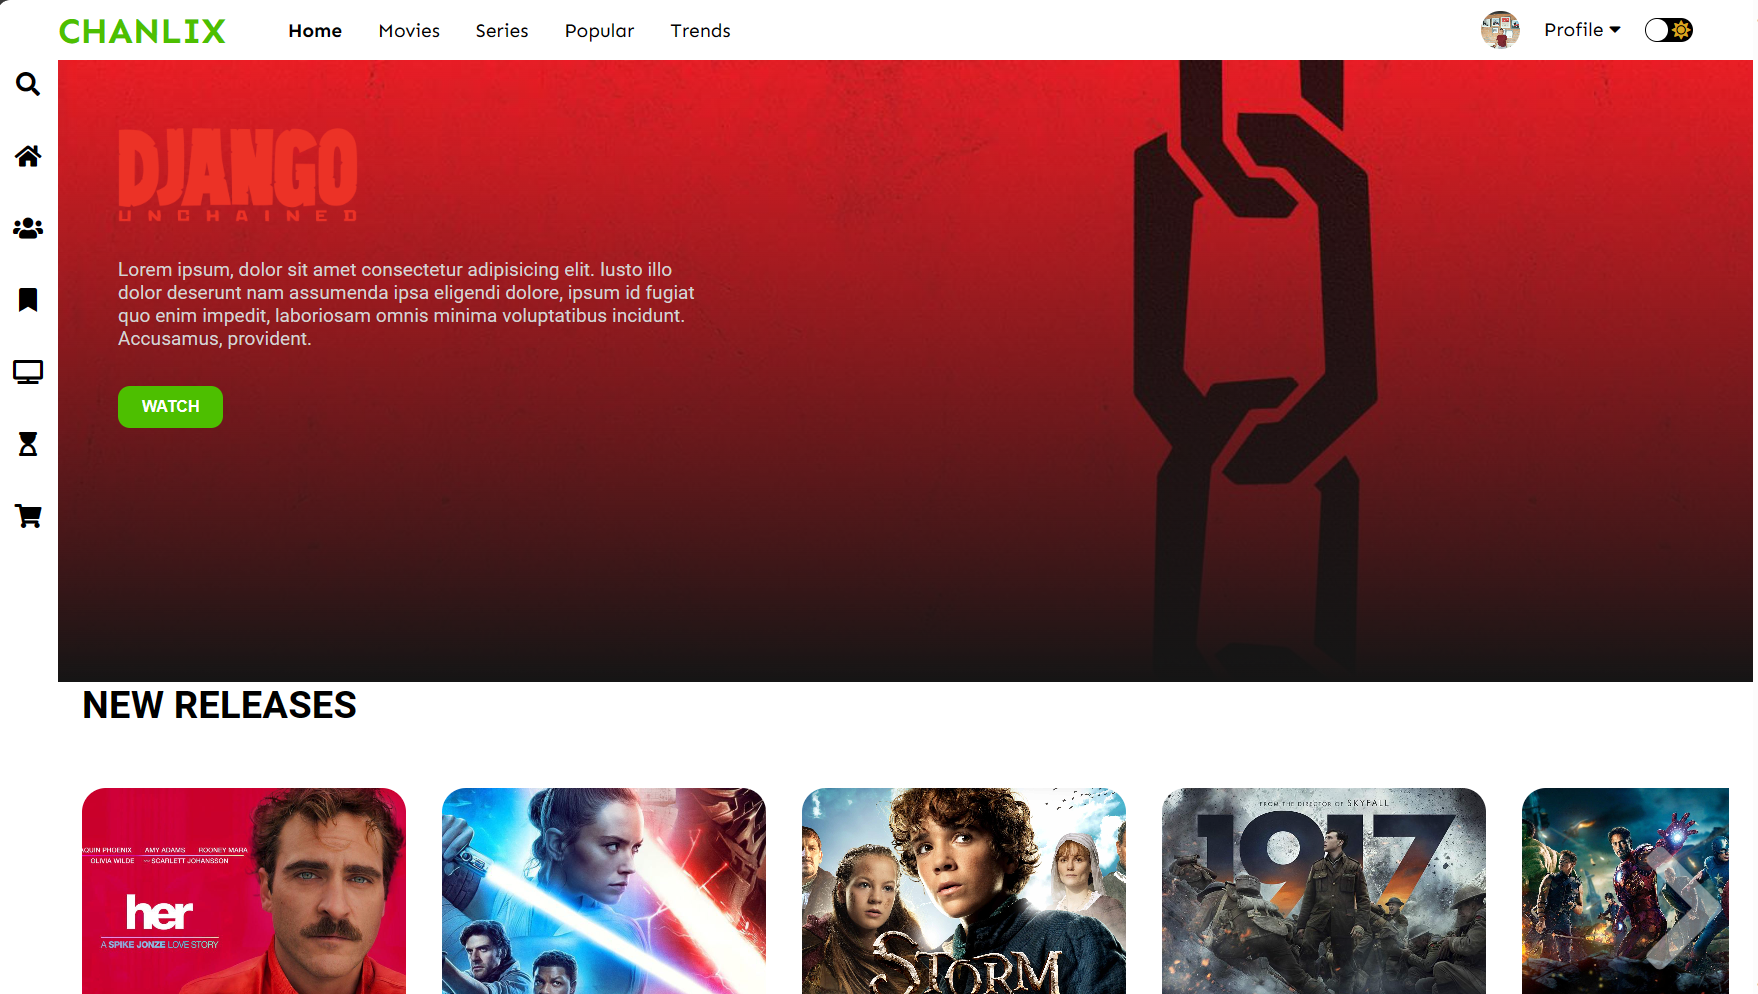 CHANLIX
Home Movies Series Popular Trends
Profile
DJANGO
UNCHAINED
Lorem ipsum, dolor sit amet consectetur adipisicing elit. Iusto illo
dolor deserunt nam assumenda ipsa eligendi dolore, ipsum id fugiat
quo enim impedit, laboriosam omnis minima voluptatibus incidunt.
Accusamus, provident.
WATCH
NEW RELEASES
AQUIN PHOENIX AMY ADAMS ROONEY MARA
OLIVIA WILDE SCARLETT JOHANSSON
her
A SPIKE JONZE LOVE STORY
STORM
FROM THE DIRECTOR OF SKYFALL
1917